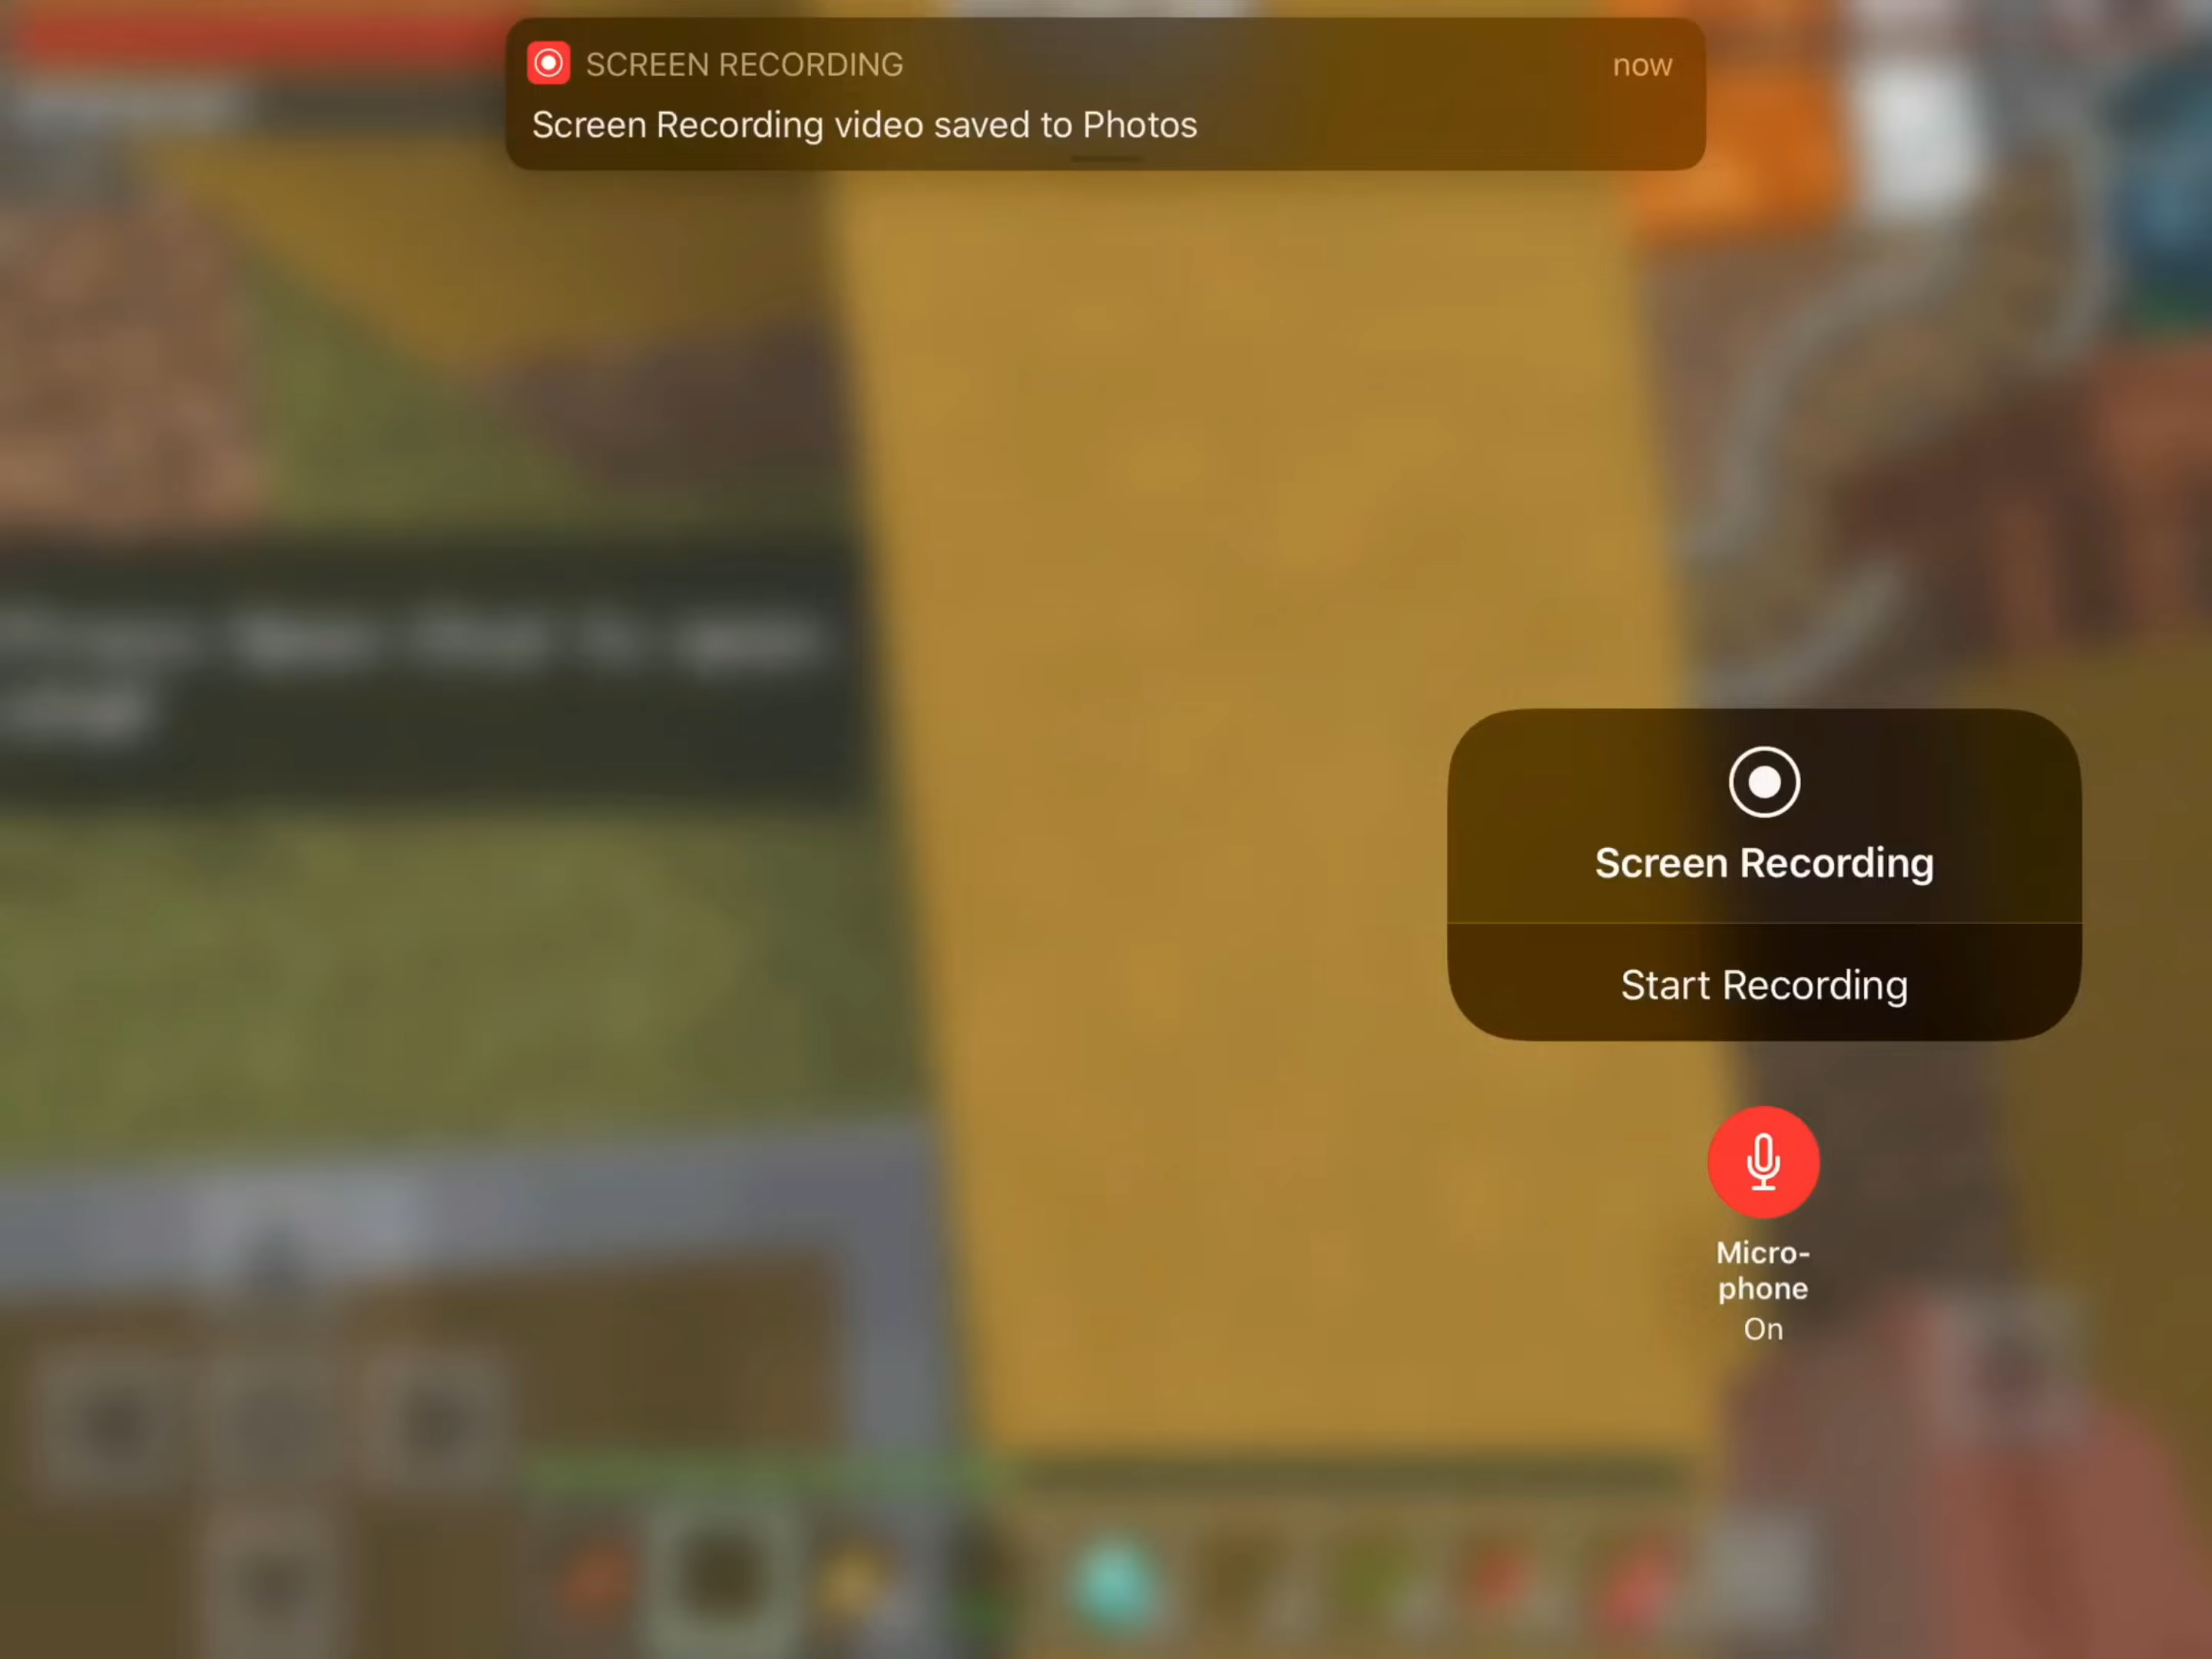 SCREEN RECORDING
now
Screen Recording video saved to Photos
Screen Recording
Start Recording
Micro-
phone
On